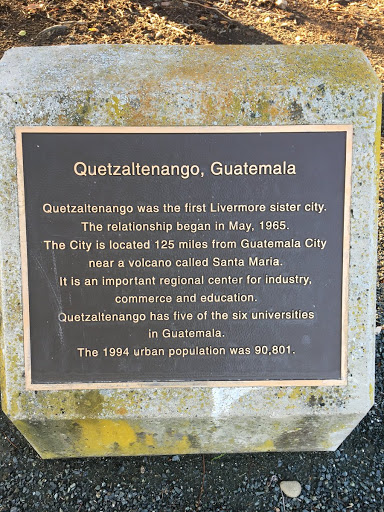 Quetzaltenango, Guatemala
Quetzaltenango was the first Livermore sister city.
The relationship began in May, 1965.
The City is located 125 miles from Guatemala City
near a volcano called Santa Maria.
It is an important regional center for industry,
commerce and education.
Quetzaltenango has five of the six universities
in Guatemala.
The 1994 urban population was 90,801.